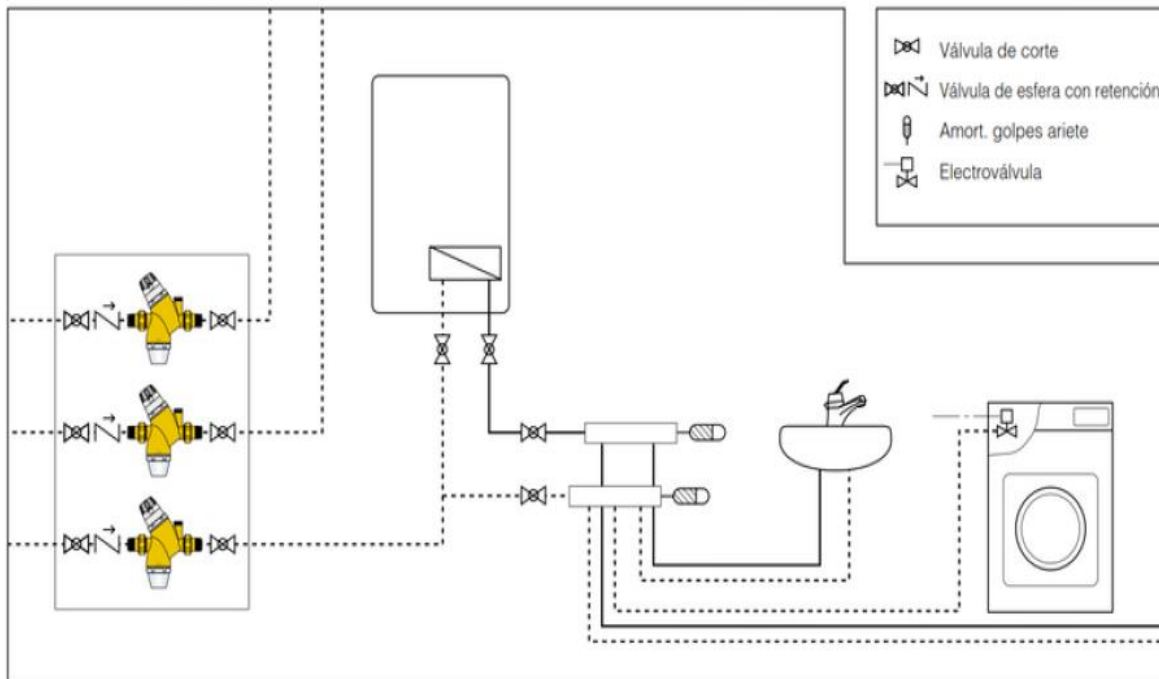 Válvula de corte
Válvula de esfera con retención
Amort. golpes ariete
Electroválvula